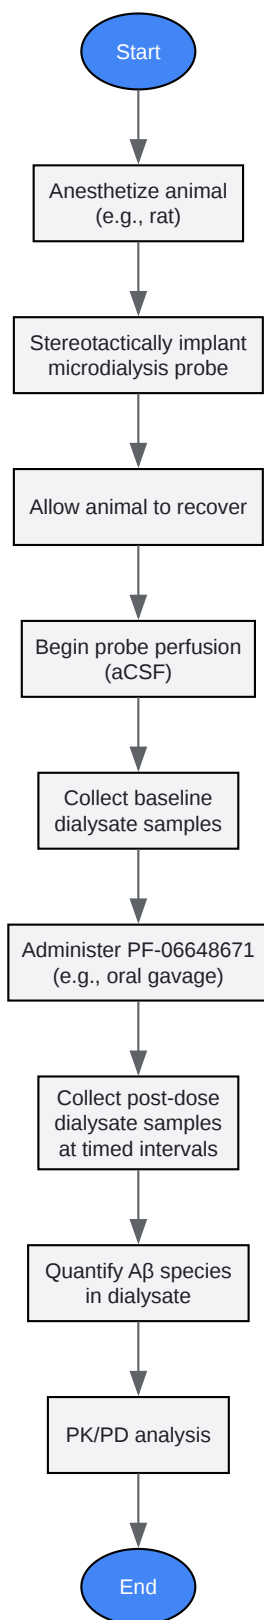 Start
Anesthetize animal
(e.g., rat)
Stereotactically implant
microdialysis probe
Allow animal to recover
Begin probe perfusion
(aCSF)
Collect baseline
dialysate samples
Administer PF-06648671
(e.g., oral gavage)
Collect post-dose
dialysate samples
at timed intervals
Quantify Aβ species
in dialysate
PK/PD analysis
End